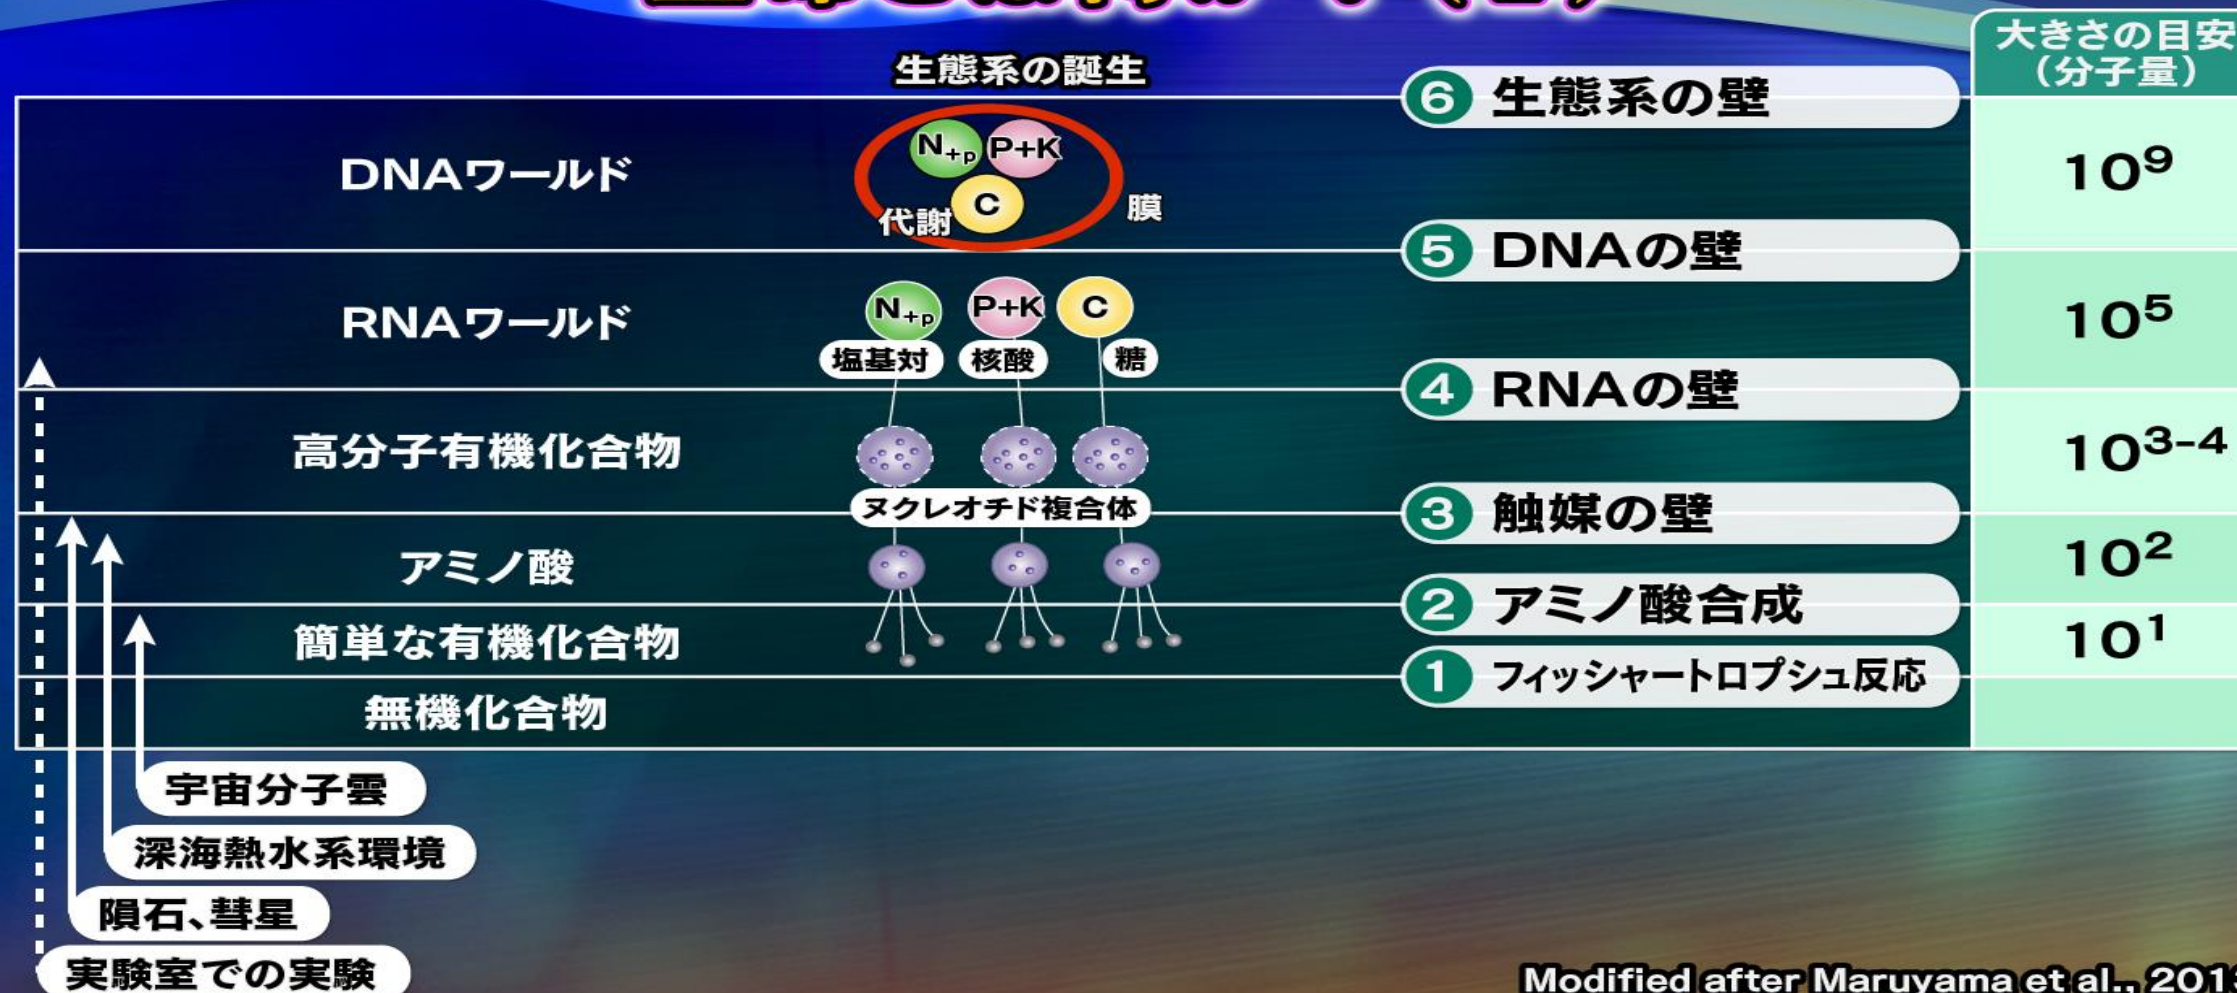 生態系の誕生
大きさの目安
（分子量）
⑥ 生態系の壁
DNAワールド
N+p P+K
C
代謝
膜
10⁹
⑤ DNAの壁
RNAワールド
N+p P+K C
塩基対 核酸 糖
10⁵
④ RNAの壁
高分子有機化合物
10³⁻⁴
ヌクレオチド複合体
③ 触媒の壁
アミノ酸
10²
② アミノ酸合成
簡単な有機化合物
10¹
① フィッシャートロプシュ反応
無機化合物
宇宙分子雲
深海熱水系環境
隕石、彗星
実験室での実験
Modified after Maruyama et al., 201